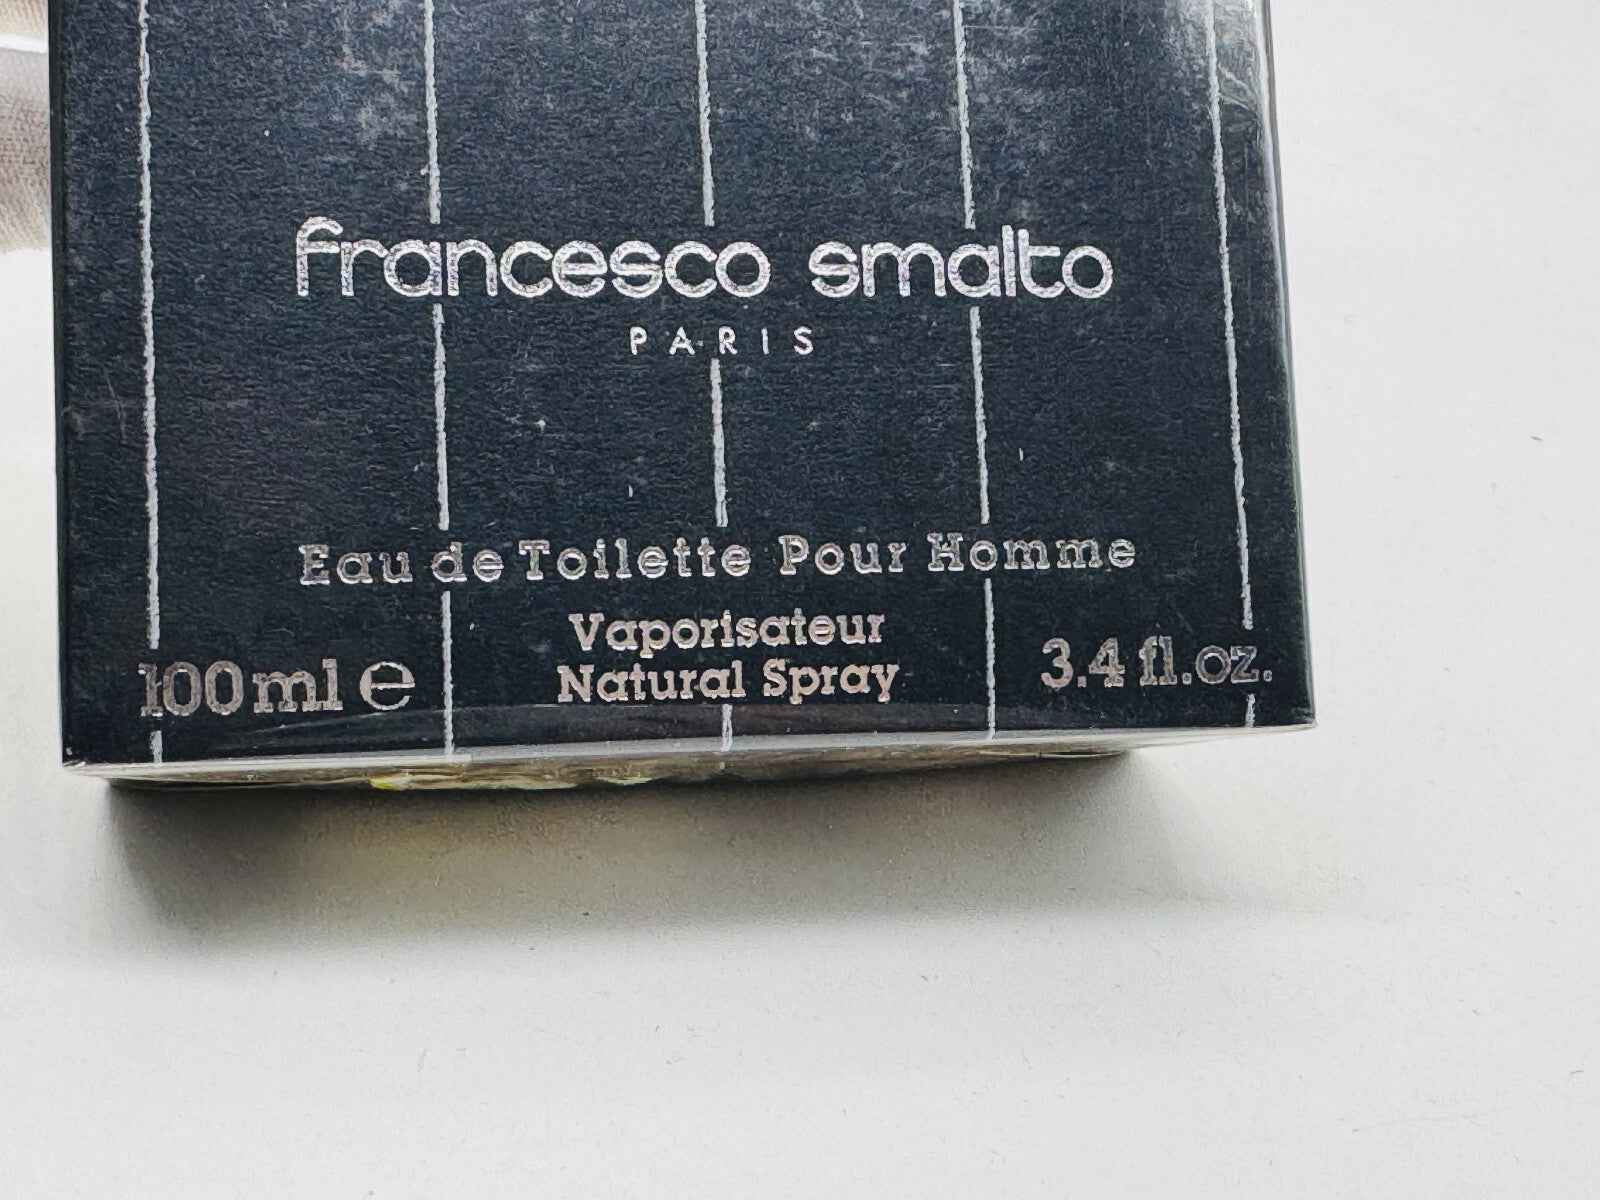 francesco smalto
PARIS
Eau de Toilette Pour Homme
Vaporisateur
100ml e Natural Spray 3.4 fl.oz.